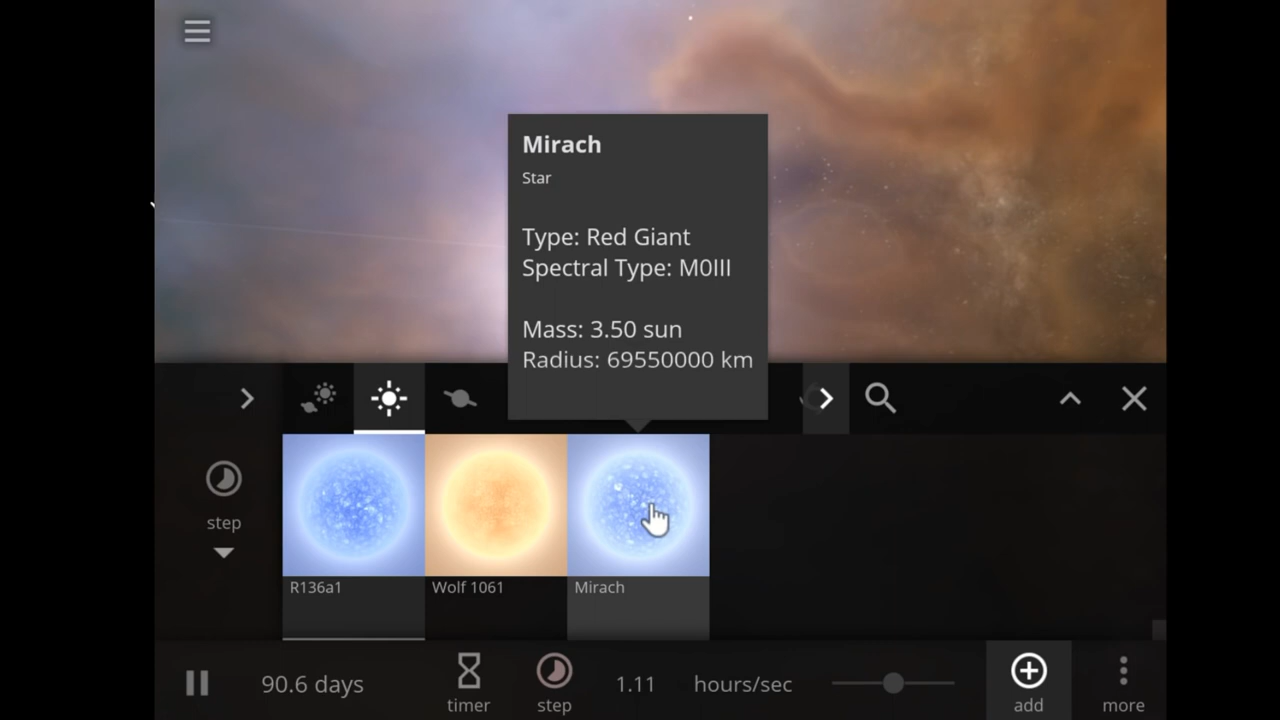 Mirach
Star
Type: Red Giant
Spectral Type: M0III
Mass: 3.50 sun
Radius: 69550000 km
step
R136a1
Wolf 1061
Mirach
90.6 days
timer
step
1.11
hours/sec
add
more